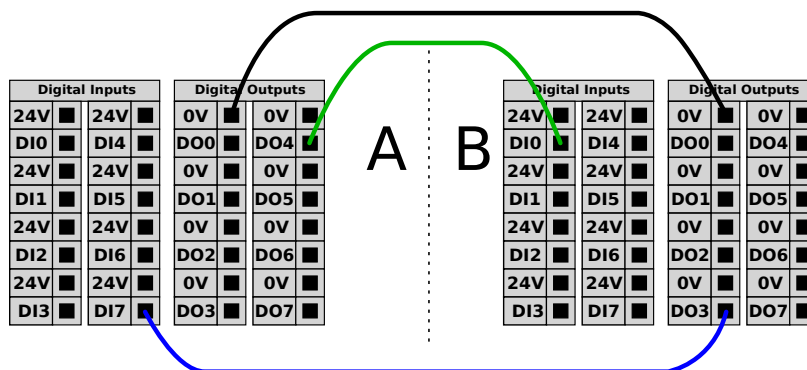 Digital Inputs Digital Outputs Digital Inputs Digital Outputs
24V 24V 0V 0V 24V 24V 0V 0V
DI0 DI4 DO0 DO4 A B DI0 DI4 DO0 DO4
24V 24V 0V 0V 24V 24V 0V 0V
DI1 DI5 DO1 DO5 DI1 DI5 DO1 DO5
24V 24V 0V 0V 24V 24V 0V 0V
DI2 DI6 DO2 DO6 DI2 DI6 DO2 DO6
24V 24V 0V 0V 24V 24V 0V 0V
DI3 DI7 DO3 DO7 DI3 DI7 DO3 DO7